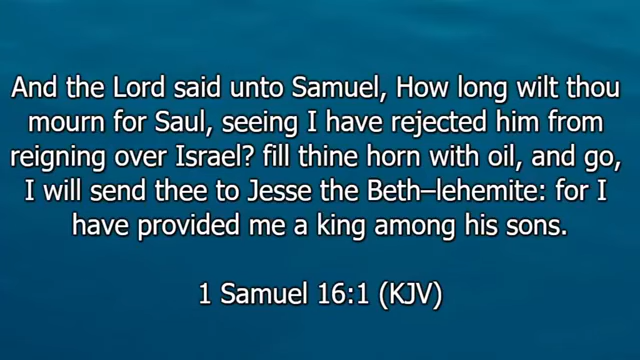 And the Lord said unto Samuel, How long wilt thou
mourn for Saul, seeing I have rejected him from
reigning over Israel? fill thine horn with oil, and go,
I will send thee to Jesse the Beth–lehemite: for I
have provided me a king among his sons.
1 Samuel 16:1 (KJV)